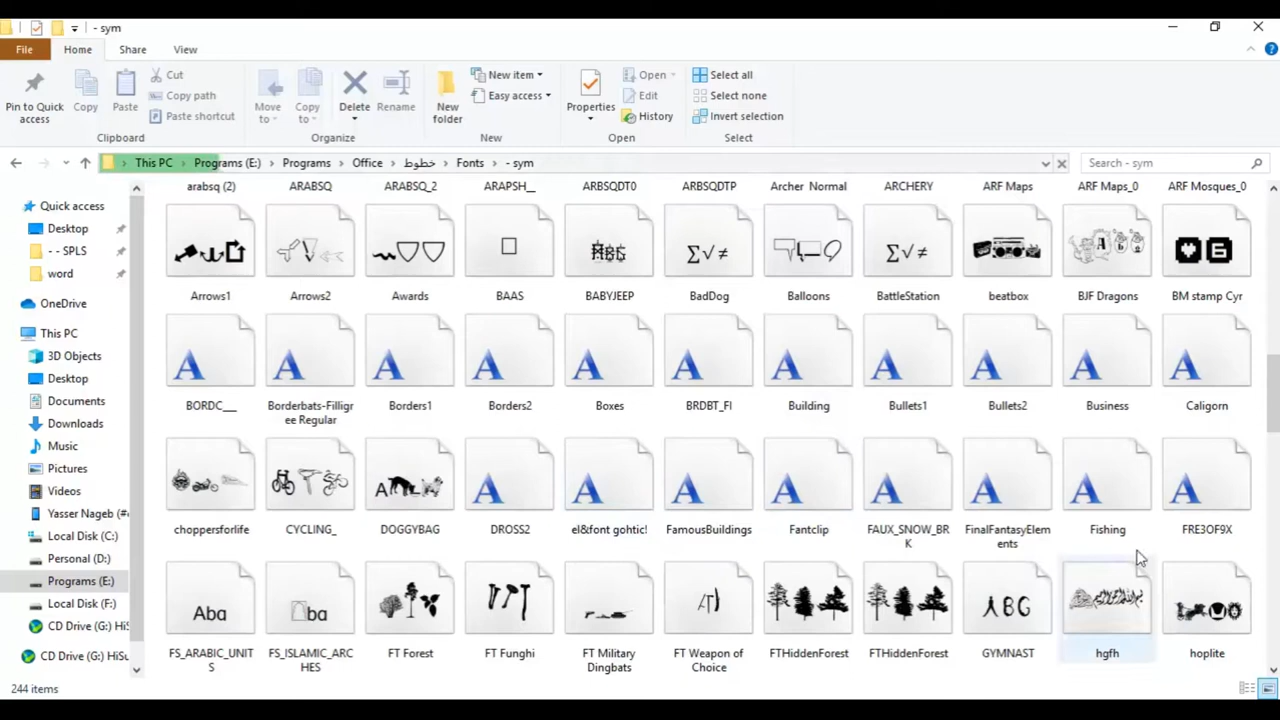 - sym
File
Home
Share
View
Pin to Quick access
Copy
Paste
Cut
Copy path
Paste shortcut
Move to
Copy to
Delete
Rename
New folder
New item
Easy access
Properties
Open
Edit
History
Select all
Select none
Invert selection
Clipboard
Organize
New
Open
Select
This PC > Programs (E:) > Programs > Office > خطوط > Fonts > - sym
Search - sym
Quick access
Desktop
- - SPLS
word
OneDrive
This PC
3D Objects
Desktop
Documents
Downloads
Music
Pictures
Videos
Yasser Nageb (#
Local Disk (C:)
Personal (D:)
Programs (E:)
Local Disk (F:)
CD Drive (G:) HiS
CD Drive (G:) HiSu
arabsq (2)
ARABSQ
ARABSQ_2
ARAPSH__
ARBSQDT0
ARBSQDTP
Archer Normal
ARCHERY
ARF Maps
ARF Maps_0
ARF Mosques_0
Arrows1
Arrows2
Awards
BAAS
BABYJEEP
BadDog
Balloons
BattleStation
beatbox
BJF Dragons
BM stamp Cyr
BORDC___
Borderbats-Filligree Regular
Borders1
Borders2
Boxes
BRDBT_FI
Building
Bullets1
Bullets2
Business
Caligorn
choppersforlife
CYCLING_
DOGGYBAG
DROSS2
el&font gohtic!
FamousBuildings
Fantclip
FAUX_SNOW_BRK
FinalFantasyElements
Fishing
FRE3OF9X
Aba
ba
ABG
FS_ARABIC_UNITS
FS_ISLAMIC_ARCHES
FT Forest
FT Funghi
FT Military Dingbats
FT Weapon of Choice
FTHiddenForest
FTHiddenForest
GYMNAST
hgfh
hoplite
244 items